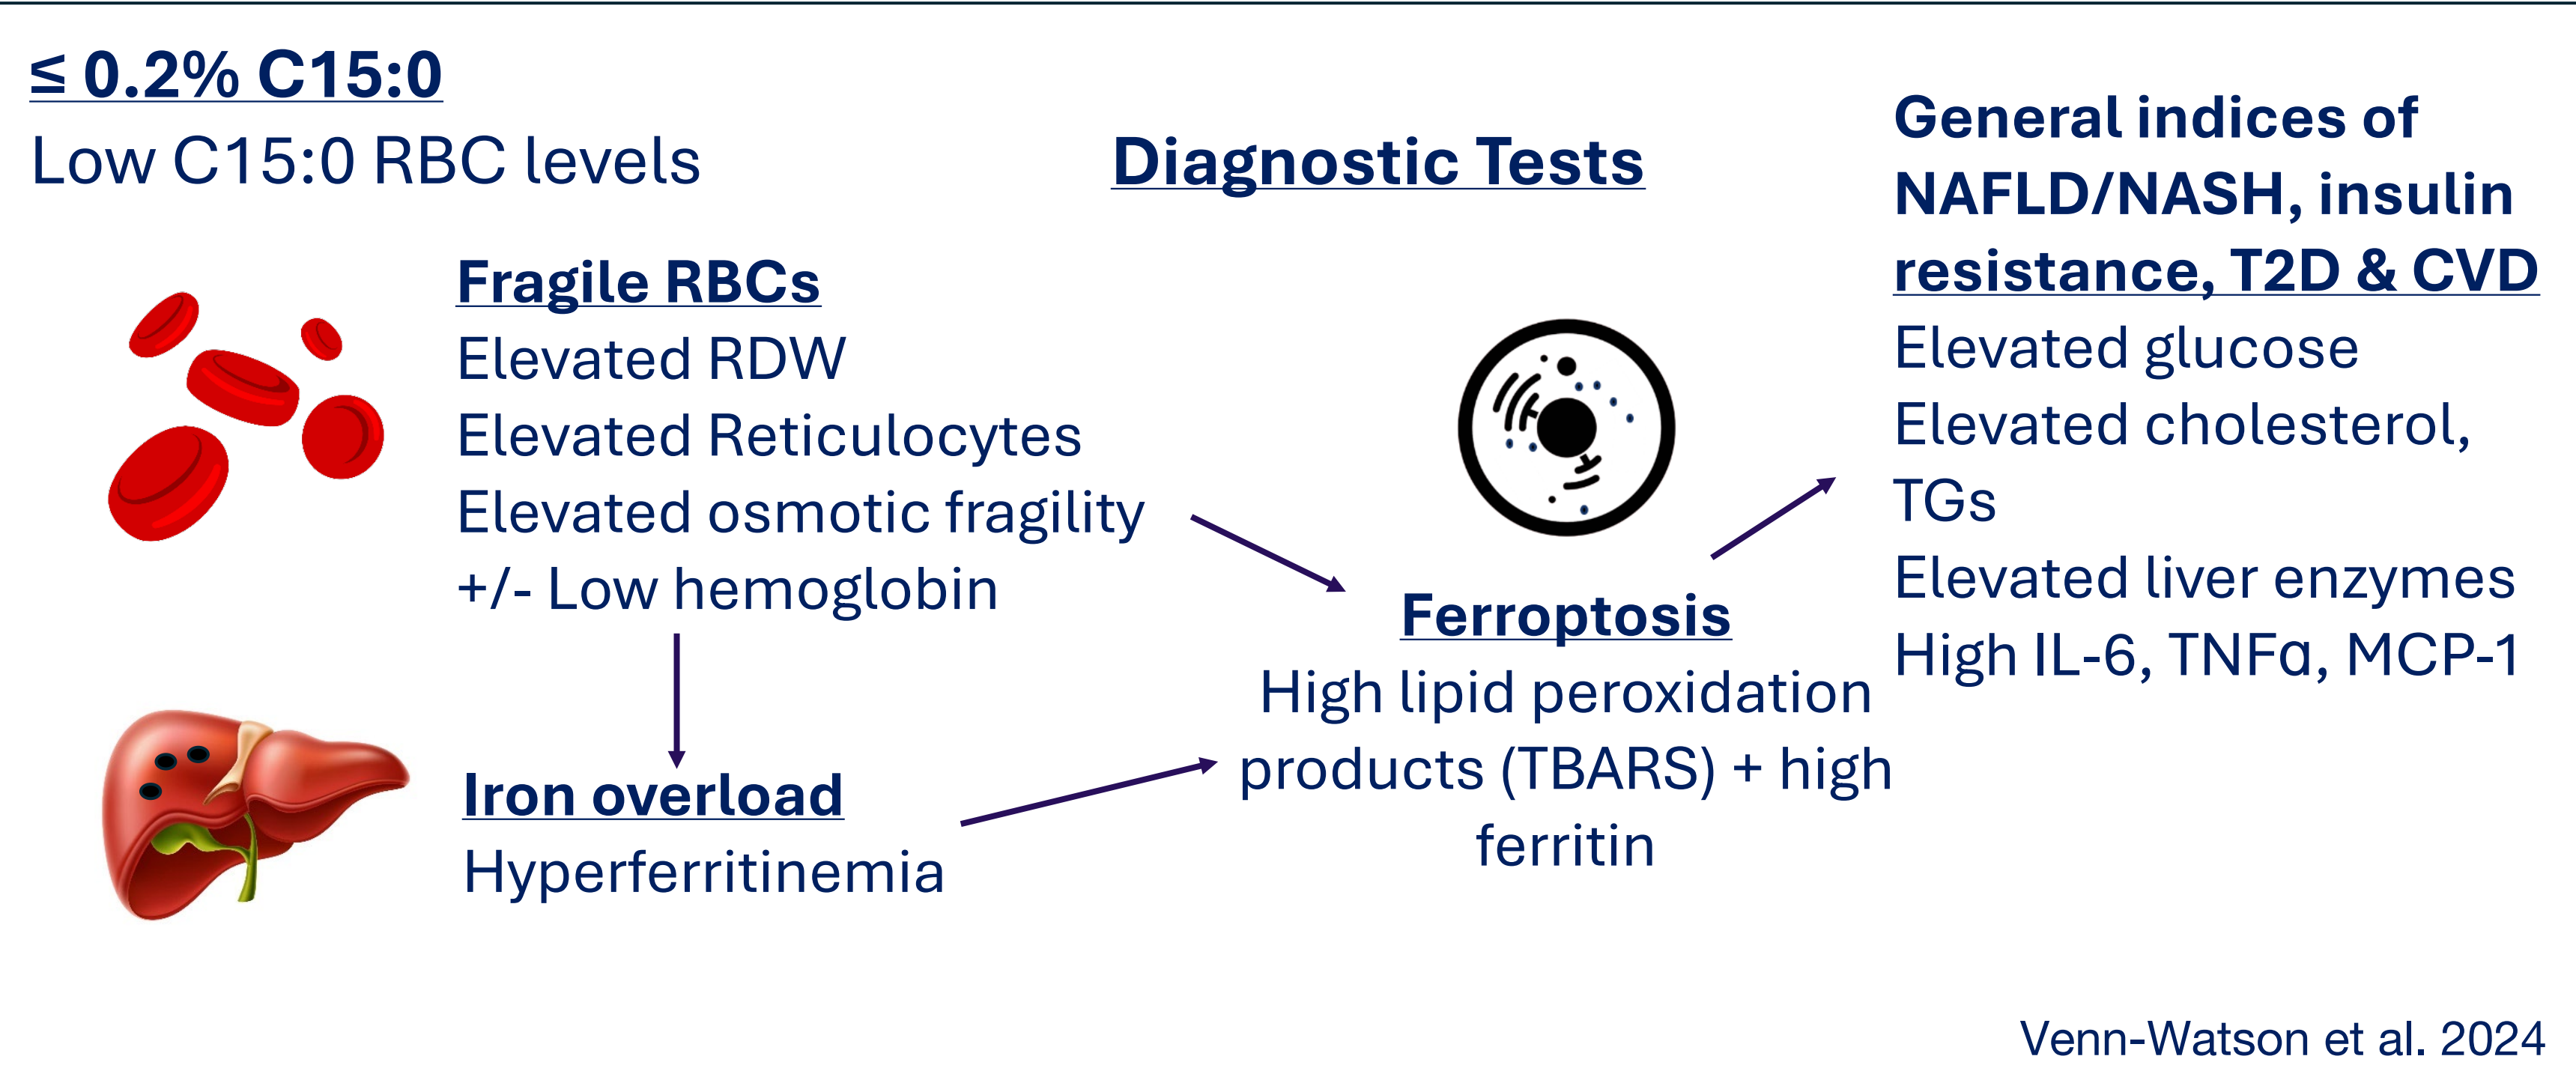 ≤ 0.2% C15:0
Low C15:0 RBC levels
Diagnostic Tests
Fragile RBCs
Elevated RDW
Elevated Reticulocytes
Elevated osmotic fragility
+/- Low hemoglobin
Iron overload
Hyperferritinemia
Ferroptosis
High lipid peroxidation
products (TBARS) + high
ferritin
General indices of
NAFLD/NASH, insulin
resistance, T2D & CVD
Elevated glucose
Elevated cholesterol,
TGs
Elevated liver enzymes
High IL-6, TNFα, MCP-1
Venn-Watson et al. 2024